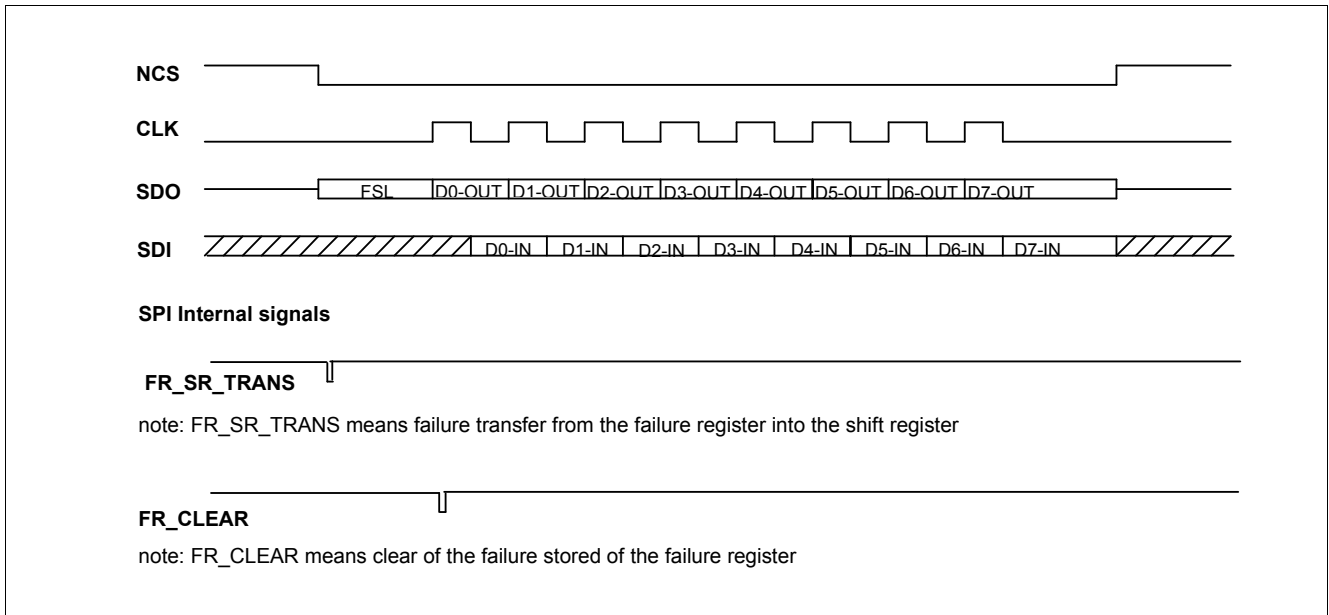 NCS
CLK
SDO FSL D0-OUT D1-OUT D2-OUT D3-OUT D4-OUT D5-OUT D6-OUT D7-OUT
SDI D0-IN D1-IN D2-IN D3-IN D4-IN D5-IN D6-IN D7-IN
SPI Internal signals
FR_SR_TRANS
note: FR_SR_TRANS means failure transfer from the failure register into the shift register
FR_CLEAR
note: FR_CLEAR means clear of the failure stored of the failure register